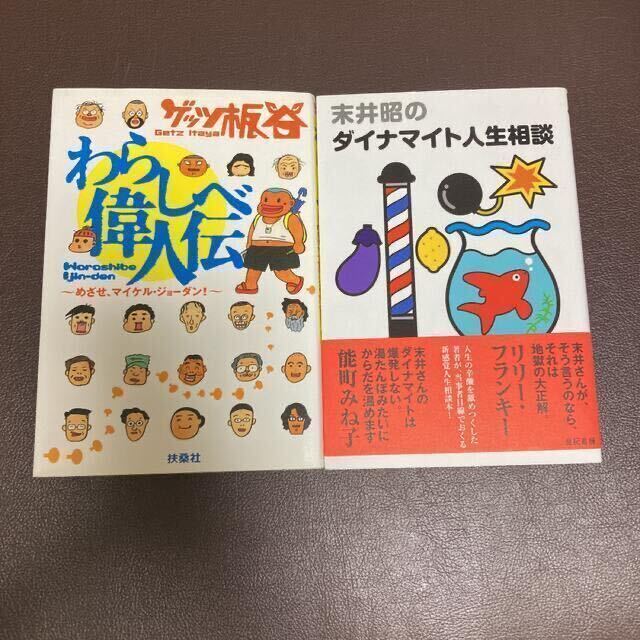 ゲッツ板谷
Getz Itaya
わらしべ
偉人伝
Warashibe
Ijin-den
〜めざせ、マイケル・ジョーダン!〜
扶桑社
末井昭の
ダイナマイト人生相談
末井さんが、
そう言うのなら、
それは
地獄の大正解。
リリー・
フランキー
人生の辛酸を舐めつくした
著者が、当事者目線でおくる
新感覚人生相談本!
末井さんの
ダイナマイトは
爆発しない。
湯たんぽみたいに
からだを温めます
能町みね子
亜紀書房